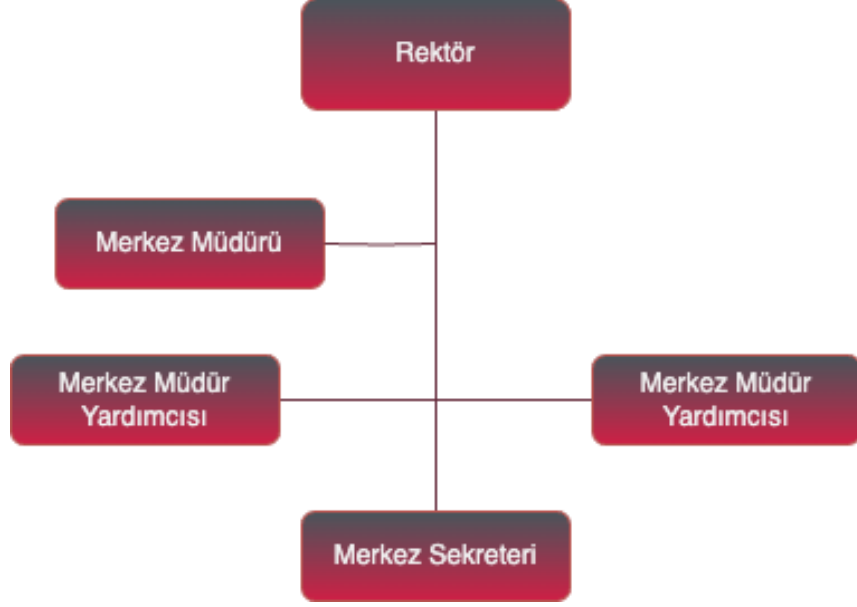 Rektör
Merkez Müdürü
Merkez Müdür
Yardımcısı
Merkez Müdür
Yardımcısı
Merkez Sekreteri